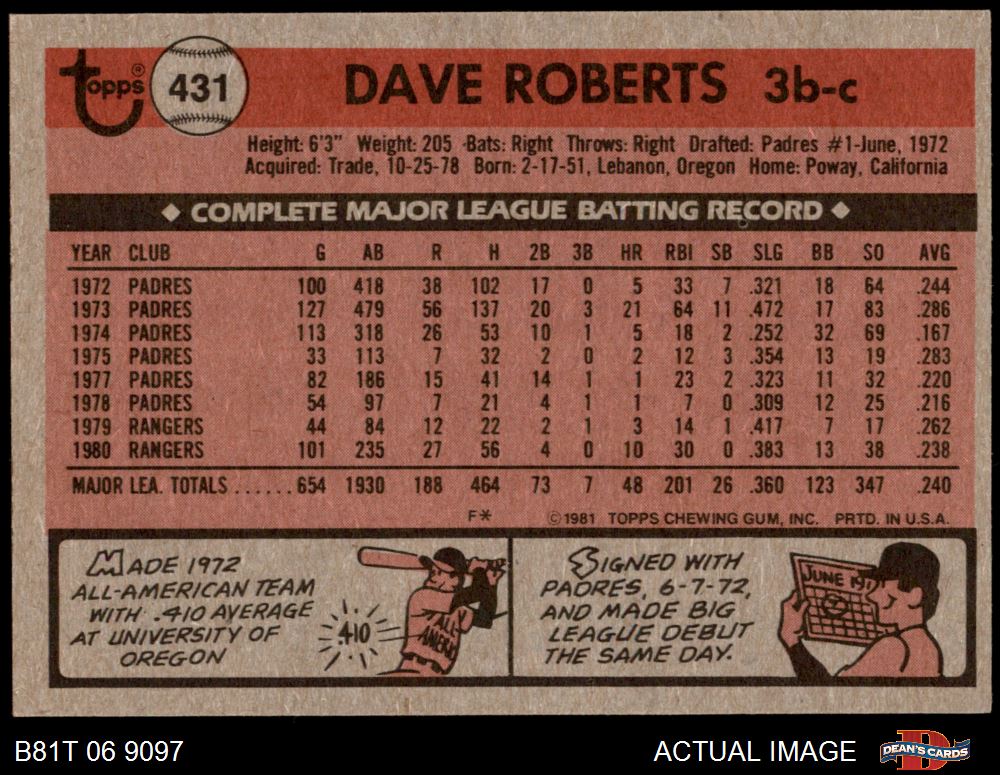 Topps® 431 DAVE ROBERTS 3b-c
Height: 6'3" Weight: 205 Bats: Right Throws: Right Drafted: Padres #1-June, 1972
Acquired: Trade, 10-25-78 Born: 2-17-51, Lebanon, Oregon Home: Poway, California
◆ COMPLETE MAJOR LEAGUE BATTING RECORD ◆
YEAR CLUB G AB R H 2B 3B HR RBI SB SLG BB SO AVG
1972 PADRES 100 418 38 102 17 0 5 33 7 .321 18 64 .244
1973 PADRES 127 479 56 137 20 3 21 64 11 .472 17 83 .286
1974 PADRES 113 318 26 53 10 1 5 18 2 .252 32 69 .167
1975 PADRES 33 113 7 32 2 0 2 12 3 .354 13 19 .283
1977 PADRES 82 186 15 41 14 1 1 23 2 .323 11 32 .220
1978 PADRES 54 97 7 21 4 1 1 7 0 .309 12 25 .216
1979 RANGERS 44 84 12 22 2 1 3 14 1 .417 7 17 .262
1980 RANGERS 101 235 27 56 4 0 10 30 0 .383 13 38 .238
MAJOR LEA. TOTALS ......654 1930 188 464 73 7 48 201 26 .360 123 347 .240
F* ©1981 TOPPS CHEWING GUM, INC. PRTD. IN U.S.A.
MADE 1972
ALL-AMERICAN TEAM
WITH .410 AVERAGE
AT UNIVERSITY OF
OREGON
.410
ALL
AMERI
SIGNED WITH
PADRES, 6-7-72,
AND MADE BIG
LEAGUE DEBUT
THE SAME DAY.
JUNE
B81T 06 9097 ACTUAL IMAGE DEAN'S CARDS